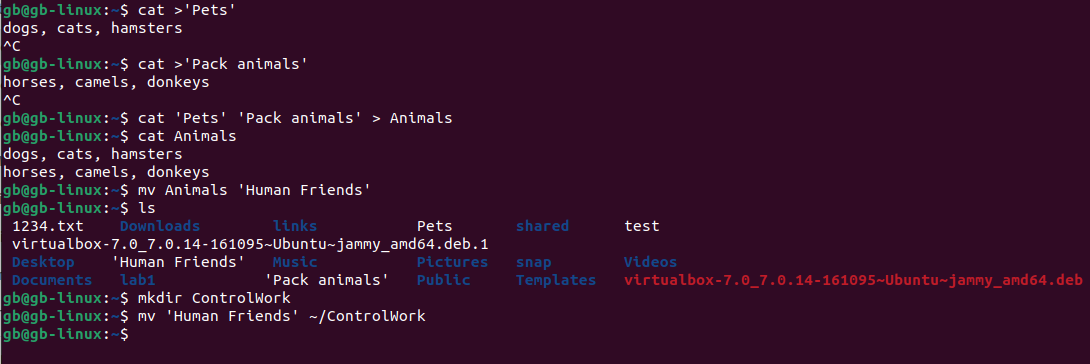 gb@gb-linux:~$ cat >'Pets'
dogs, cats, hamsters
^C
gb@gb-linux:~$ cat >'Pack animals'
horses, camels, donkeys
^C
gb@gb-linux:~$ cat 'Pets' 'Pack animals' > Animals
gb@gb-linux:~$ cat Animals
dogs, cats, hamsters
horses, camels, donkeys
gb@gb-linux:~$ mv Animals 'Human Friends'
gb@gb-linux:~$ ls
1234.txt    Downloads        links            Pets       shared      test
virtualbox-7.0_7.0.14-161095~Ubuntu~jammy_amd64.deb.1
Desktop    'Human Friends'   Music            Pictures   snap        Videos
Documents   lab1            'Pack animals'    Public     Templates   virtualbox-7.0_7.0.14-161095~Ubuntu~jammy_amd64.deb
gb@gb-linux:~$ mkdir ControlWork
gb@gb-linux:~$ mv 'Human Friends' ~/ControlWork
gb@gb-linux:~$